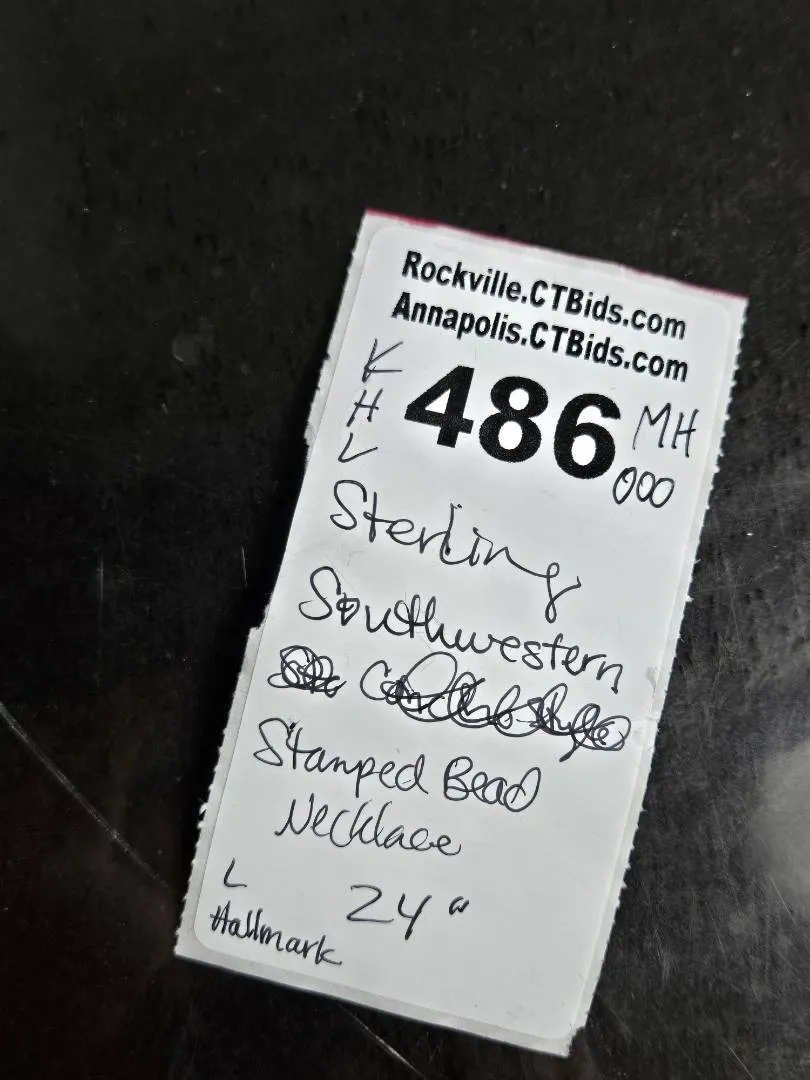 Rockville.CTBids.com
Annapolis.CTBids.com
K
H
L
486 MH
000
Sterling
Southwestern
Stamped Bead
Necklace
24"
L
Hallmark